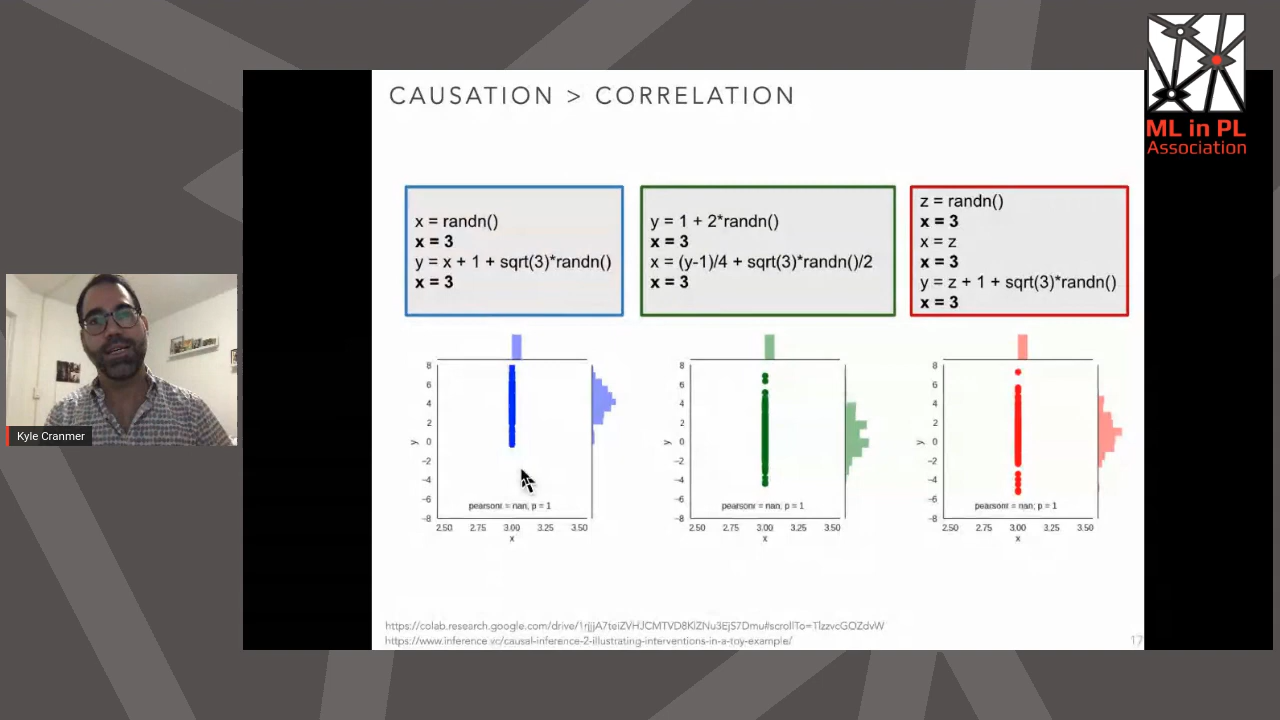 CAUSATION > CORRELATION
ML in PL
Association
x = randn()
x = 3
y = x + 1 + sqrt(3)*randn()
x = 3
y = 1 + 2*randn()
x = 3
x = (y-1)/4 + sqrt(3)*randn()/2
x = 3
z = randn()
x = 3
x = z
x = 3
y = z + 1 + sqrt(3)*randn()
x = 3
Kyle Cranmer
8
6
4
2
0
−2
−4
−6
−8
y
pearsonr = nan; p = 1
2.50 2.75 3.00 3.25 3.50
x
8
6
4
2
0
−2
−4
−6
−8
y
pearsonr = nan; p = 1
2.50 2.75 3.00 3.25 3.50
x
8
6
4
2
0
−2
−4
−6
−8
y
pearsonr = nan; p = 1
2.50 2.75 3.00 3.25 3.50
x
https://www.inference.vc/causal-inference-2-illustrating-interventions-in-a-toy-example/
17